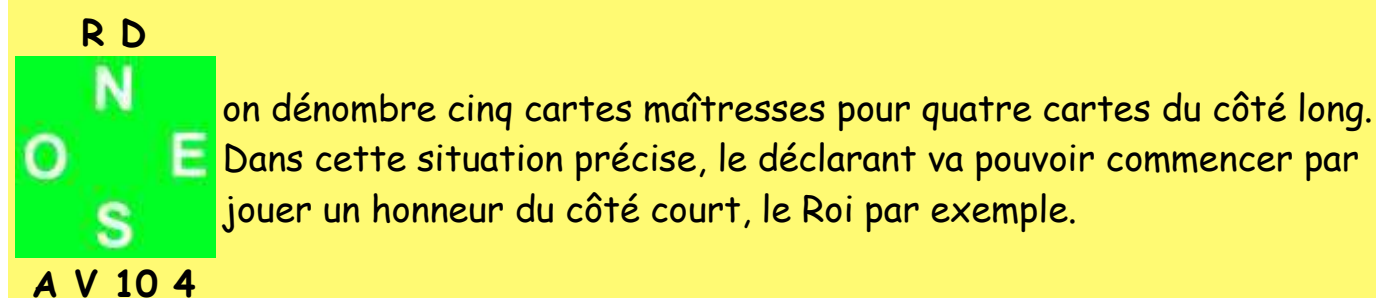 R D
N
on dénombre cinq cartes maîtresses pour quatre cartes du côté long.
O E Dans cette situation précise, le déclarant va pouvoir commencer par
jouer un honneur du côté court, le Roi par exemple.
S
A V 10 4